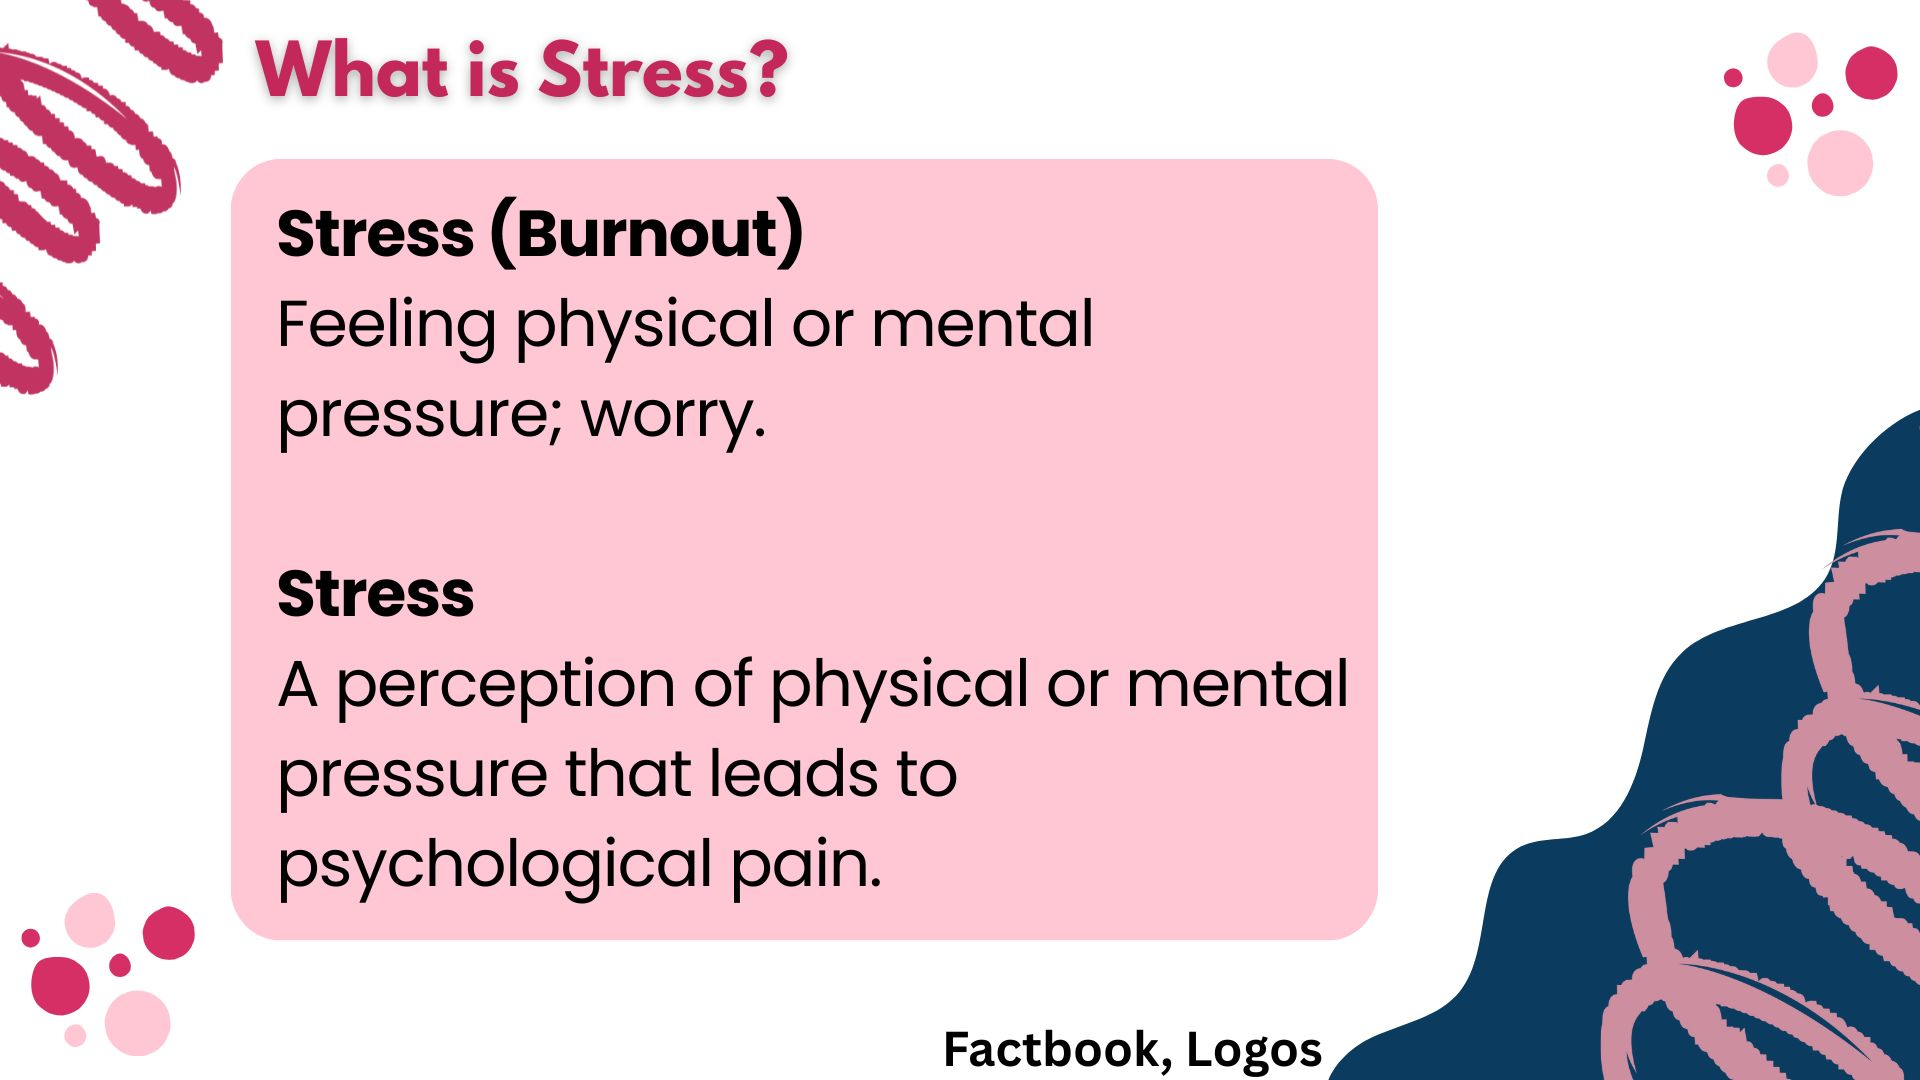 What is Stress?
Stress (Burnout)
Feeling physical or mental
pressure; worry.
Stress
A perception of physical or mental
pressure that leads to
psychological pain.
Factbook, Logos